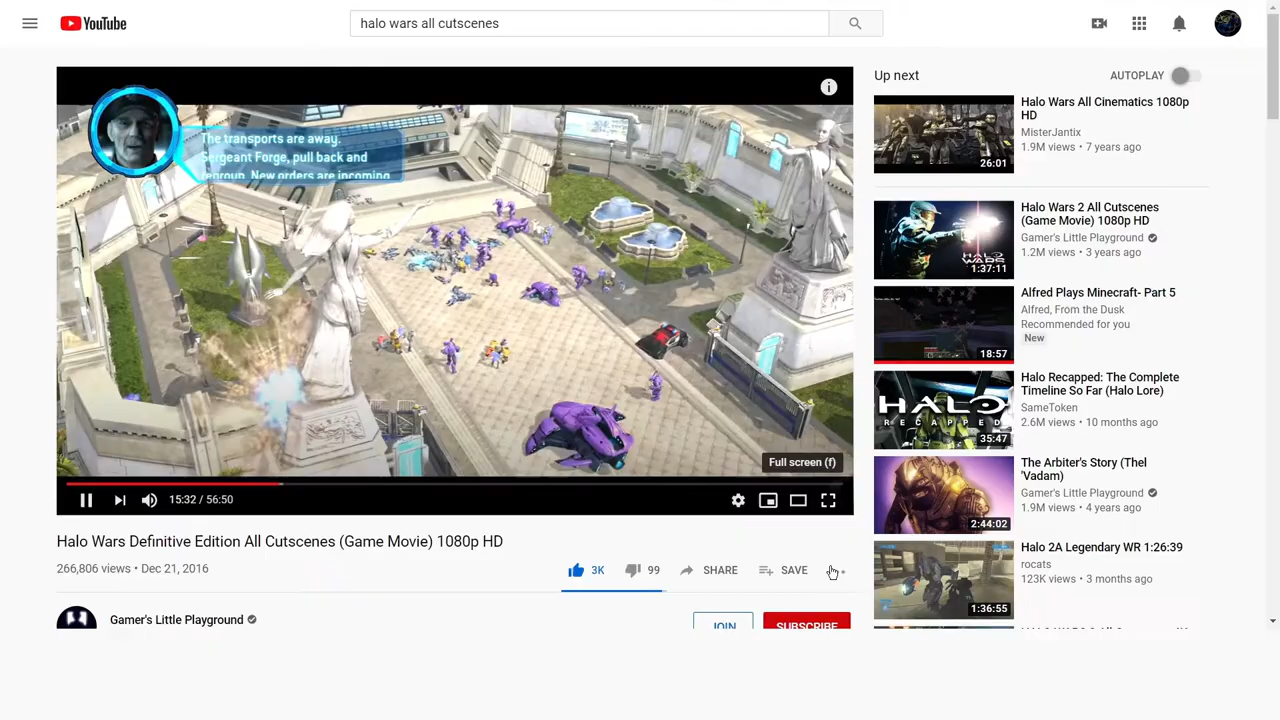 YouTube
halo wars all cutscenes
The transports are away.
Sergeant Forge, pull back and
regroup. New orders are incoming
Full screen (f)
15:32 / 56:50
Halo Wars Definitive Edition All Cutscenes (Game Movie) 1080p HD
266,806 views • Dec 21, 2016
3K
99
SHARE
SAVE
Gamer's Little Playground
JOIN
SUBSCRIBE
Up next
AUTOPLAY
26:01
Halo Wars All Cinematics 1080p
HD
MisterJantix
1.9M views • 7 years ago
HALO
WARS
1:37:11
Halo Wars 2 All Cutscenes
(Game Movie) 1080p HD
Gamer's Little Playground
1.2M views • 3 years ago
18:57
Alfred Plays Minecraft- Part 5
Alfred, From the Dusk
Recommended for you
New
HALO
RECAPPED
35:47
Halo Recapped: The Complete
Timeline So Far (Halo Lore)
SameToken
2.6M views • 10 months ago
2:44:02
The Arbiter's Story (Thel
'Vadam)
Gamer's Little Playground
1.9M views • 4 years ago
1:36:55
Halo 2A Legendary WR 1:26:39
rocats
123K views • 3 months ago